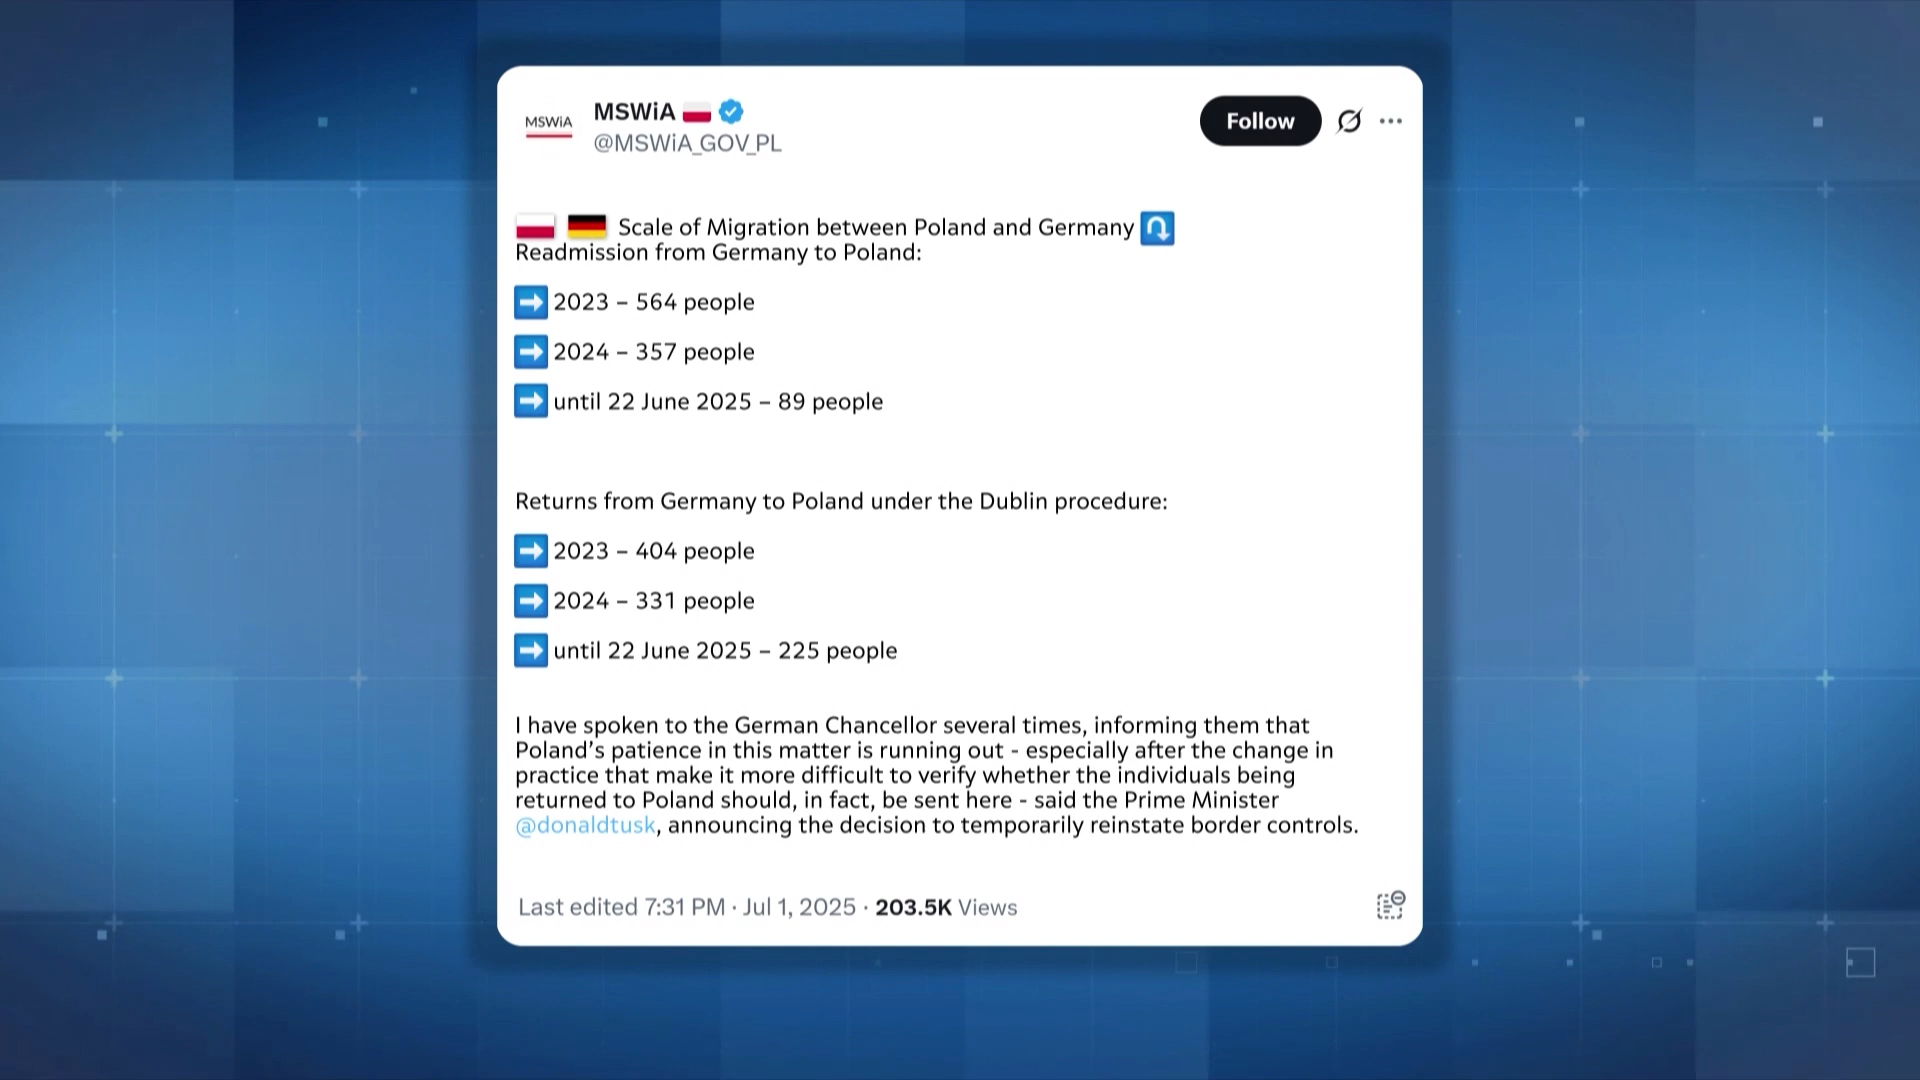 MSWiA
MSWiA
@MSWiA_GOV_PL
Follow
Scale of Migration between Poland and Germany
Readmission from Germany to Poland:
2023 – 564 people
2024 – 357 people
until 22 June 2025 – 89 people
Returns from Germany to Poland under the Dublin procedure:
2023 – 404 people
2024 – 331 people
until 22 June 2025 – 225 people
I have spoken to the German Chancellor several times, informing them that
Poland’s patience in this matter is running out - especially after the change in
practice that make it more difficult to verify whether the individuals being
returned to Poland should, in fact, be sent here - said the Prime Minister
@donaldtusk, announcing the decision to temporarily reinstate border controls.
Last edited 7:31 PM · Jul 1, 2025 · 203.5K Views